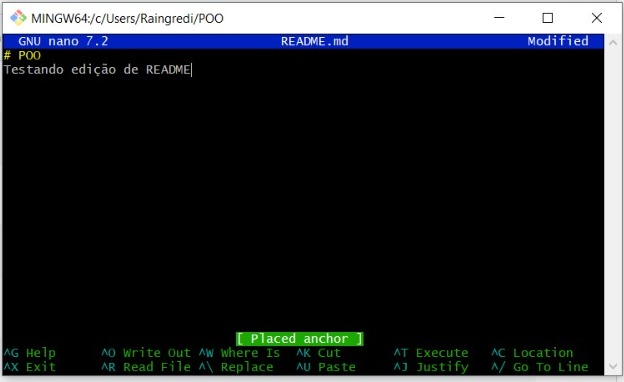 MINGW64:/c/Users/Raingredi/POO
GNU nano 7.2 README.md Modified
# POO
Testando edição de README
[ Placed anchor ]
^G Help ^O Write Out ^W Where Is ^K Cut ^T Execute ^C Location
^X Exit ^R Read File ^\ Replace ^U Paste ^J Justify ^/ Go To Line